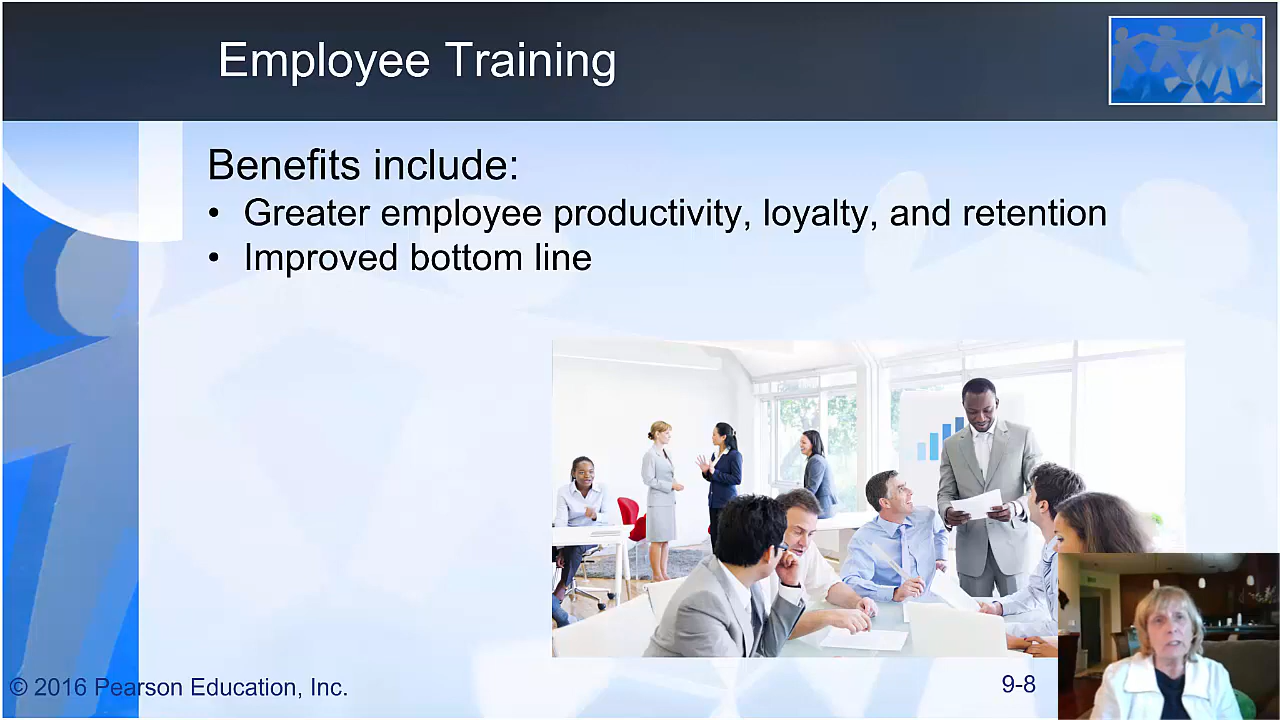 Employee Training
Benefits include:
• Greater employee productivity, loyalty, and retention
• Improved bottom line
© 2016 Pearson Education, Inc.
9-8